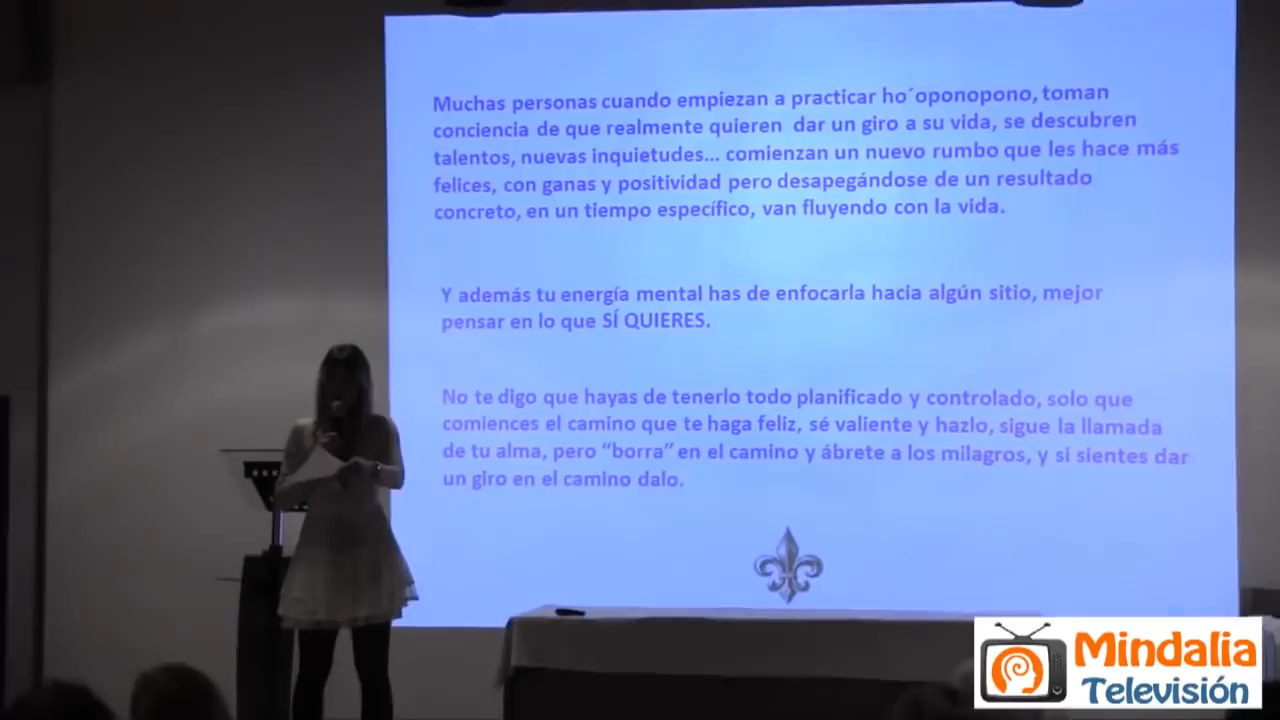 Muchas personas cuando empiezan a practicar ho´oponopono, toman
conciencia de que realmente quieren dar un giro a su vida, se descubren
talentos, nuevas inquietudes... comienzan un nuevo rumbo que les hace más
felices, con ganas y positividad pero desapegándose de un resultado
concreto, en un tiempo específico, van fluyendo con la vida.
Y además tu energía mental has de enfocarla hacia algún sitio, mejor
pensar en lo que SÍ QUIERES.
No te digo que hayas de tenerlo todo planificado y controlado, solo que
comiences el camino que te haga feliz, sé valiente y hazlo, sigue la llamada
de tu alma, pero “borra” en el camino y ábrete a los milagros, y si sientes dar
un giro en el camino dalo.
Mindalia
Televisión